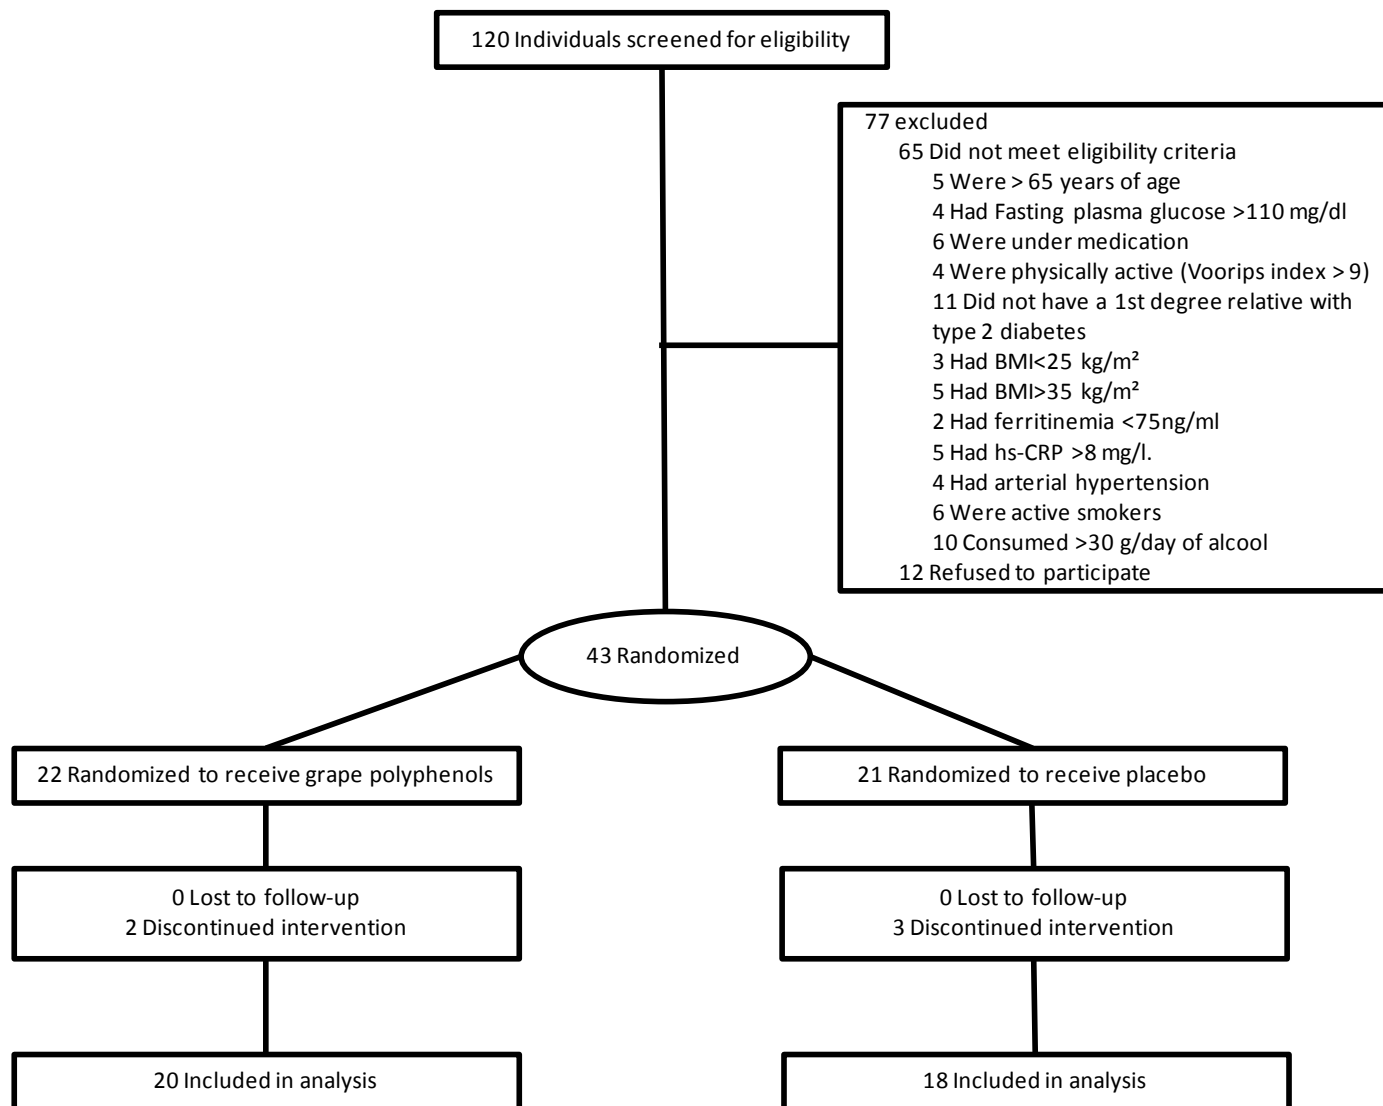 120 Individuals screened for eligibility
77 excluded
65 Did not meet eligibility criteria
5 Were > 65 years of age
4 Had Fasting plasma glucose >110 mg/dl
6 Were under medication
4 Were physically active (Voorips index > 9)
11 Did not have a 1st degree relative with
type 2 diabetes
3 Had BMI<25 kg/m²
5 Had BMI>35 kg/m²
2 Had ferritinemia <75ng/ml
5 Had hs-CRP >8 mg/l.
4 Had arterial hypertension
6 Were active smokers
10 Consumed >30 g/day of alcool
12 Refused to participate
43 Randomized
22 Randomized to receive grape polyphenols
21 Randomized to receive placebo
0 Lost to follow-up
2 Discontinued intervention
0 Lost to follow-up
3 Discontinued intervention
20 Included in analysis
18 Included in analysis